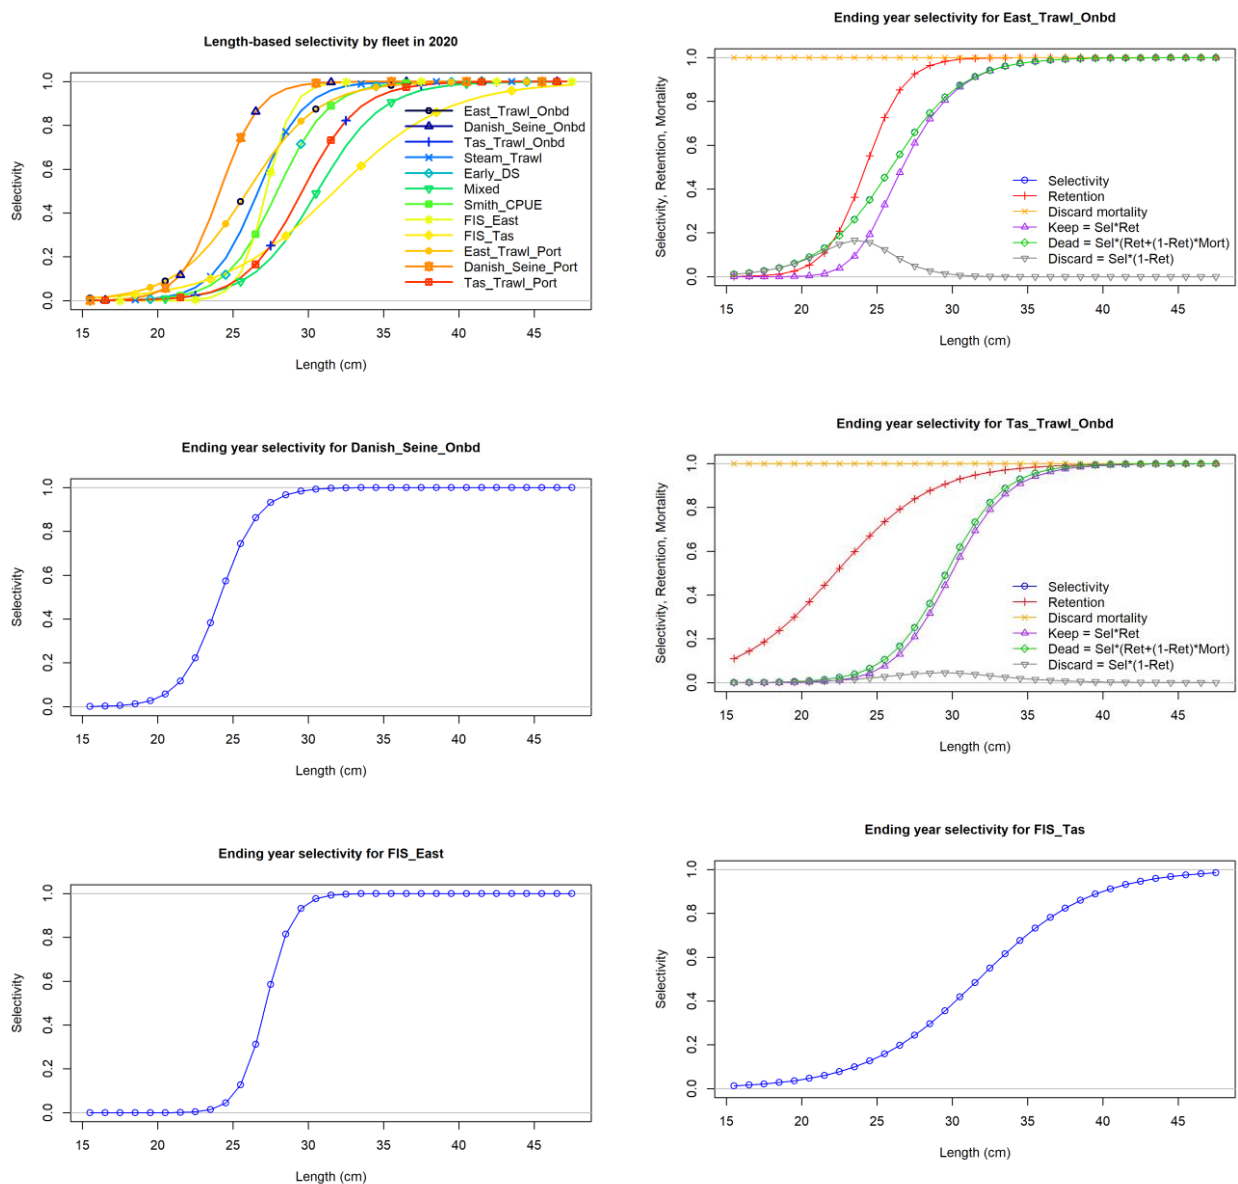 Length-based selectivity by fleet in 2020
Selectivity
0.0 0.2 0.4 0.6 0.8 1.0
East_Trawl_Onbd
Danish_Seine_Onbd
Tas_Trawl_Onbd
Steam_Trawl
Early_DS
Mixed
Smith_CPUE
FIS_East
FIS_Tas
East_Trawl_Port
Danish_Seine_Port
Tas_Trawl_Port
15 20 25 30 35 40 45
Length (cm)
Ending year selectivity for East_Trawl_Onbd
Selectivity, Retention, Mortality
0.0 0.2 0.4 0.6 0.8 1.0
Selectivity
Retention
Discard mortality
Keep = Sel*Ret
Dead = Sel*(Ret+(1-Ret)*Mort)
Discard = Sel*(1-Ret)
15 20 25 30 35 40 45
Length (cm)
Ending year selectivity for Danish_Seine_Onbd
Selectivity
0.0 0.2 0.4 0.6 0.8 1.0
15 20 25 30 35 40 45
Length (cm)
Ending year selectivity for Tas_Trawl_Onbd
Selectivity, Retention, Mortality
0.0 0.2 0.4 0.6 0.8 1.0
Selectivity
Retention
Discard mortality
Keep = Sel*Ret
Dead = Sel*(Ret+(1-Ret)*Mort)
Discard = Sel*(1-Ret)
15 20 25 30 35 40 45
Length (cm)
Ending year selectivity for FIS_East
Selectivity
0.0 0.2 0.4 0.6 0.8 1.0
15 20 25 30 35 40 45
Length (cm)
Ending year selectivity for FIS_Tas
Selectivity
0.0 0.2 0.4 0.6 0.8 1.0
15 20 25 30 35 40 45
Length (cm)